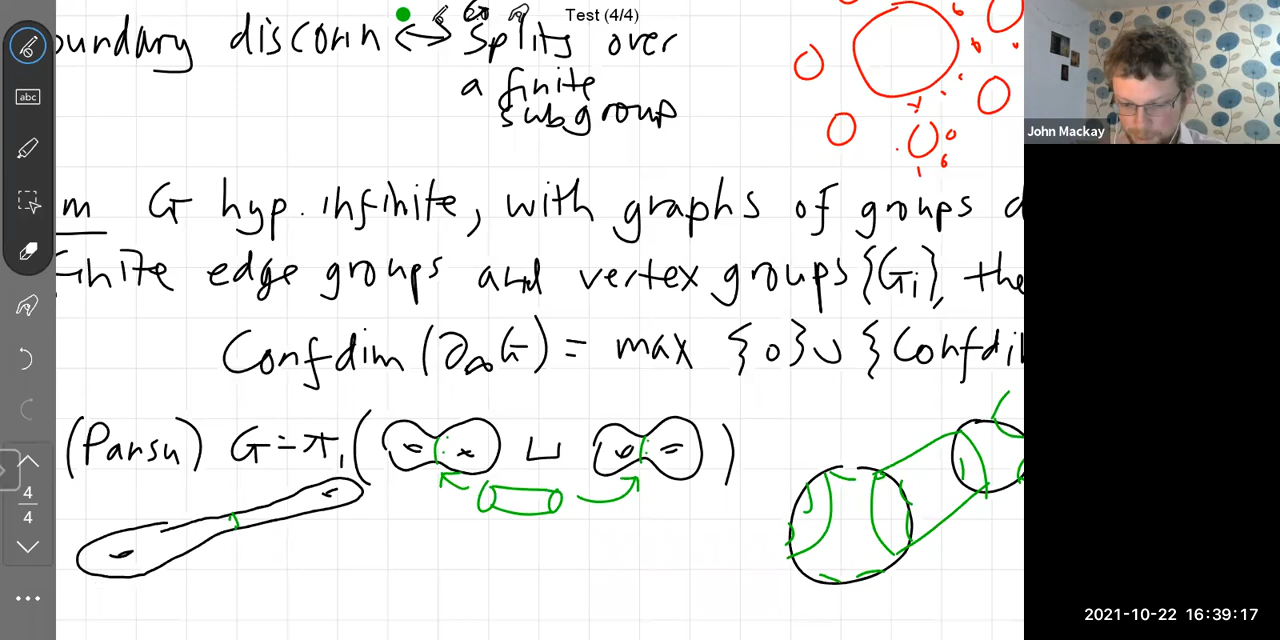 Test (4/4)
oundary disconn ⟷ splits over
a finite
subgroup
abc
John Mackay
m G hyp. infinite, with graphs of groups d
finite edge groups and vertex groups {Gi}, the
Confdim (∂∞G) = max {0} ∪ {Confdi
(Pansu) G = π1 ( ⊔ )
4
4
2021-10-22 16:39:17